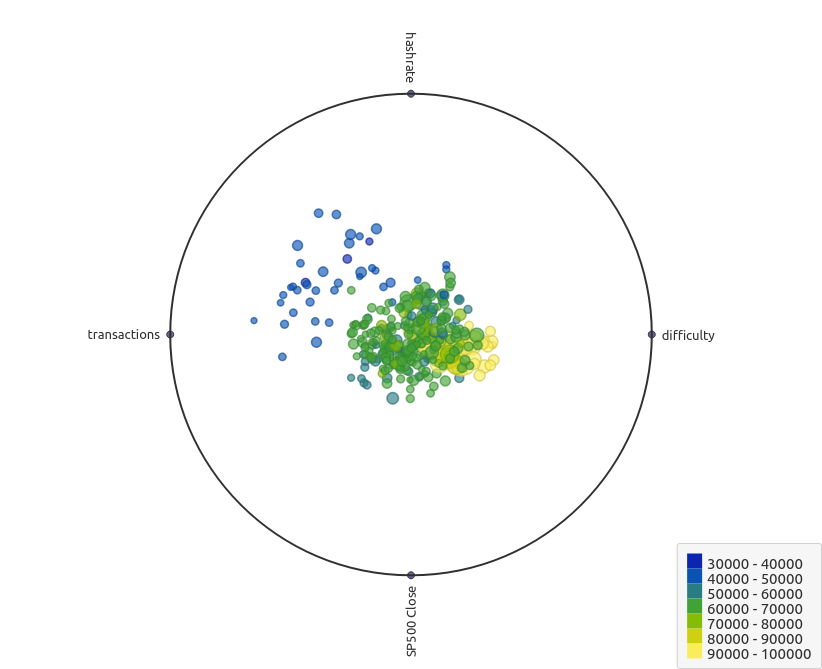 hashrate
transactions
difficulty
SP500 Close
30000 - 40000
40000 - 50000
50000 - 60000
60000 - 70000
70000 - 80000
80000 - 90000
90000 - 100000